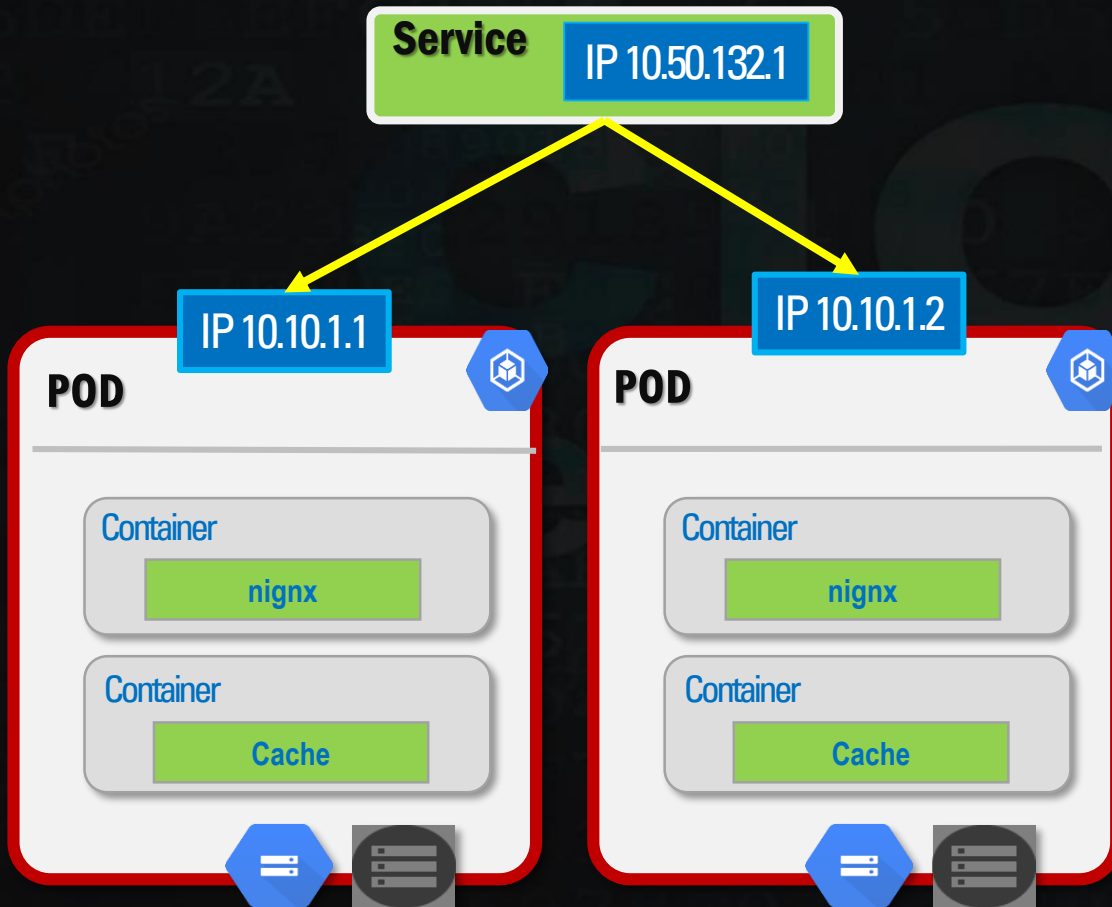 Service
IP 10.50.132.1
IP 10.10.1.1
IP 10.10.1.2
POD
POD
Container
nignx
Container
Cache
Container
nignx
Container
Cache